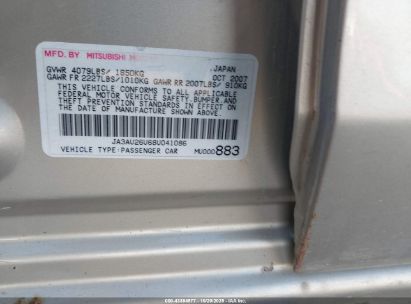 MFD. BY MITSUBISHI
JAPAN
GVWR 4079LBS/ 1850KG OCT 2007
GAWR FR 2227LBS/1010KG GAWR RR 2007LBS/ 910KG
THIS VEHICLE CONFORMS TO ALL APPLICABLE
FEDERAL MOTOR VEHICLE SAFETY, BUMPER, AND
THEFT PREVENTION STANDARDS IN EFFECT ON
THE DATE OF MANUFACTURE SHOWN ABOVE.
JA3AU26U68U041086
VEHICLE TYPE: PASSENGER CAR MU000883